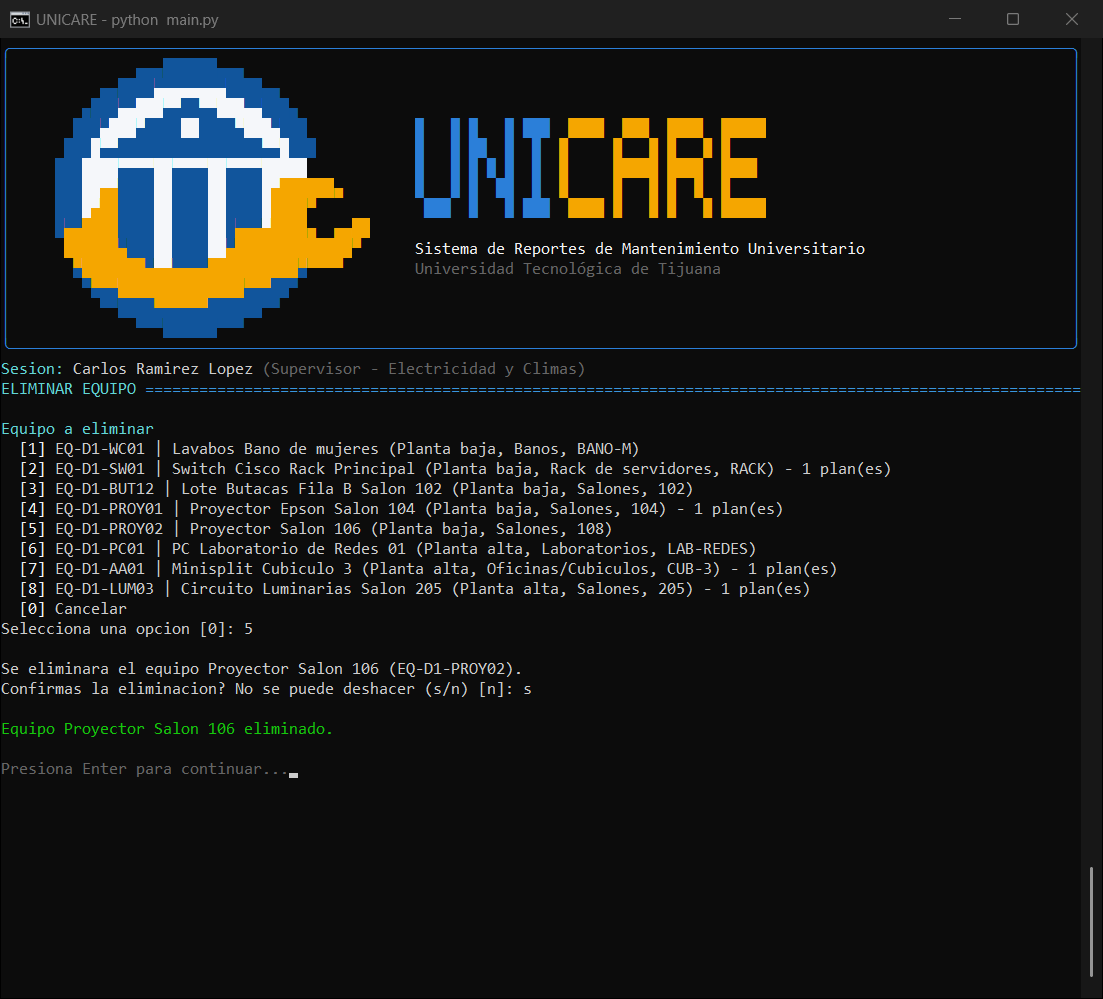 UNICARE - python  main.py
UNICARE
Sistema de Reportes de Mantenimiento Universitario
Universidad Tecnológica de Tijuana
Sesion: Carlos Ramirez Lopez (Supervisor - Electricidad y Climas)
ELIMINAR EQUIPO ========================================================================================================
Equipo a eliminar
[1] EQ-D1-WC01 | Lavabos Bano de mujeres (Planta baja, Banos, BANO-M)
[2] EQ-D1-SW01 | Switch Cisco Rack Principal (Planta baja, Rack de servidores, RACK) - 1 plan(es)
[3] EQ-D1-BUT12 | Lote Butacas Fila B Salon 102 (Planta baja, Salones, 102)
[4] EQ-D1-PROY01 | Proyector Epson Salon 104 (Planta baja, Salones, 104) - 1 plan(es)
[5] EQ-D1-PROY02 | Proyector Salon 106 (Planta baja, Salones, 108)
[6] EQ-D1-PC01 | PC Laboratorio de Redes 01 (Planta alta, Laboratorios, LAB-REDES)
[7] EQ-D1-AA01 | Minisplit Cubiculo 3 (Planta alta, Oficinas/Cubiculos, CUB-3) - 1 plan(es)
[8] EQ-D1-LUM03 | Circuito Luminarias Salon 205 (Planta alta, Salones, 205) - 1 plan(es)
[0] Cancelar
Selecciona una opcion [0]: 5
Se eliminara el equipo Proyector Salon 106 (EQ-D1-PROY02).
Confirmas la eliminacion? No se puede deshacer (s/n) [n]: s
Equipo Proyector Salon 106 eliminado.
Presiona Enter para continuar...